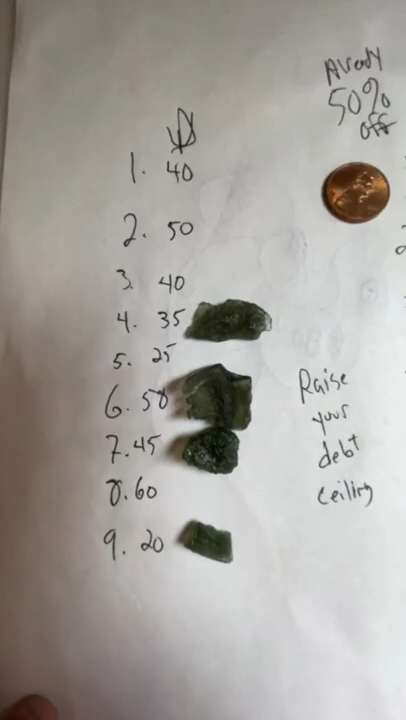 Alredy
50%
off
1. 40
2. 50
3. 40
4. 35
5. 25
6. 50
7. 45
8. 60
9. 20
Raise
your
debt
ceiling